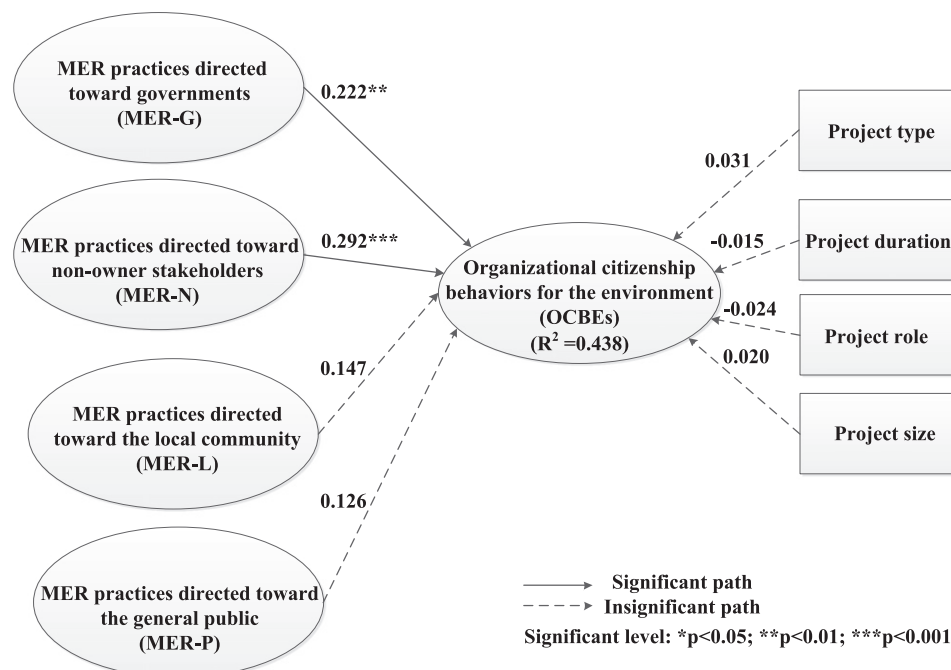 MER practices directed
toward governments
(MER-G)
0.222**
MER practices directed toward
non-owner stakeholders
(MER-N)
0.292***
MER practices directed
toward the local community
(MER-L)
0.147
MER practices directed toward
the general public
(MER-P)
0.126
Organizational citizenship
behaviors for the environment
(OCBEs)
(R² =0.438)
Project type
0.031
Project duration
-0.015
Project role
-0.024
Project size
0.020
Significant path
Insignificant path
Significant level: *p<0.05; **p<0.01; ***p<0.001